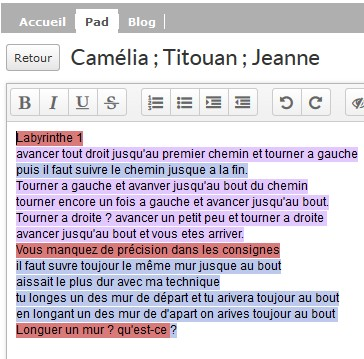 Accueil Pad Blog
Retour Camélia ; Titouan ; Jeanne
B I U S
Labyrinthe 1
avancer tout droit jusqu'au premier chemin et tourner a gauche
puis il faut suivre le chemin jusque a la fin.
Tourner a gauche et avanver jusqu'au bout du chemin
tourner encore un fois a gauche et avancer jusqu'au bout.
Tourner a droite ? avancer un petit peu et tourner a droite
avancer jusqu'au bout et vous etes arriver.
Vous manquez de précision dans les consignes
il faut suvre toujour le même mur jusque au bout
aissait le plus dur avec ma technique
tu longes un des mur de départ et tu arivera toujour au bout
en longant un des mur de d'apart on arives toujour au bout
Longuer un mur ? qu'est-ce ?